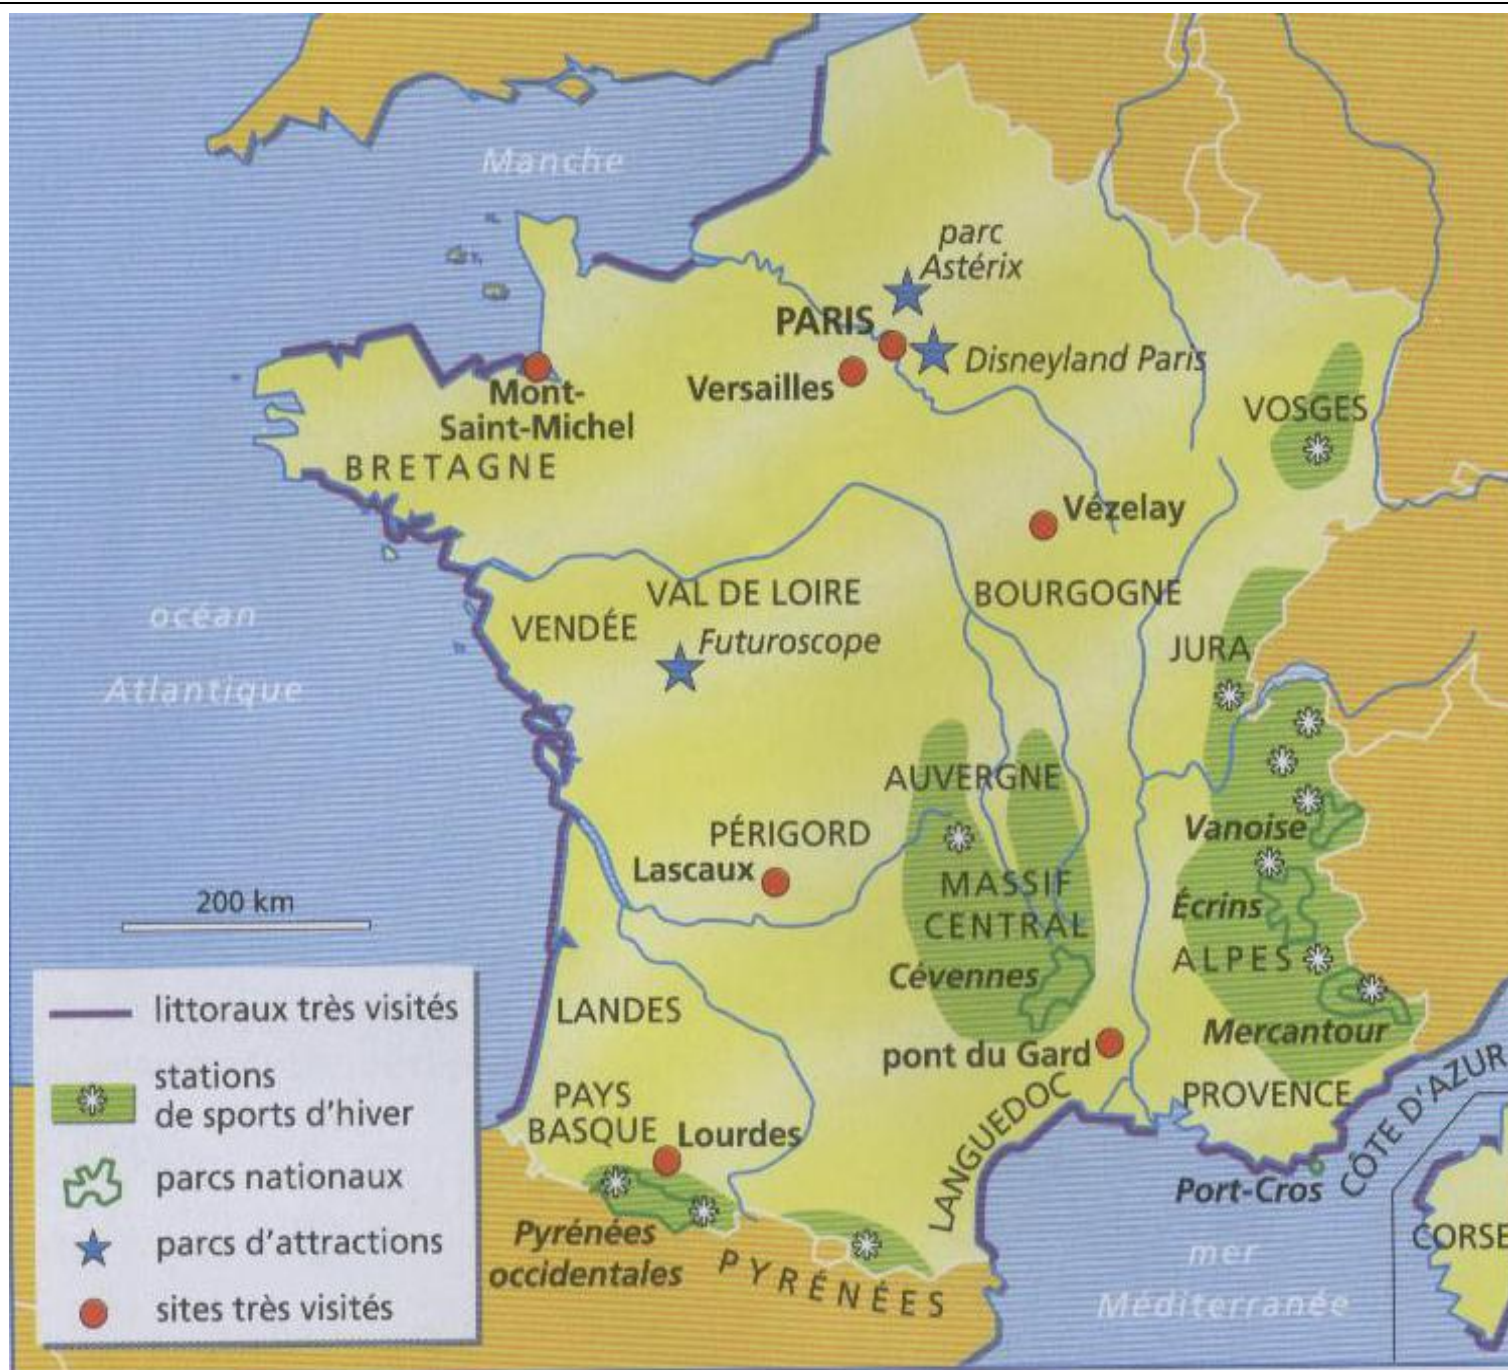 Manche
parc
Astérix
PARIS
Disneyland Paris
Versailles
Mont-
Saint-Michel
BRETAGNE
VOSGES
Vézelay
océan
Atlantique
VAL DE LOIRE
BOURGOGNE
VENDÉE
Futuroscope
JURA
AUVERGNE
PÉRIGORD
Vanoise
Lascaux
MASSIF
CENTRAL
Écrins
200 km
ALPES
Cévennes
LANDES
Mercantour
pont du Gard
PAYS
BASQUE
Lourdes
LANGUEDOC
PROVENCE
CÔTE D'AZUR
Port-Cros
Pyrénées
occidentales
PYRÉNÉES
mer
Méditerranée
CORSE
littoraux très visités
stations
de sports d'hiver
parcs nationaux
parcs d'attractions
sites très visités